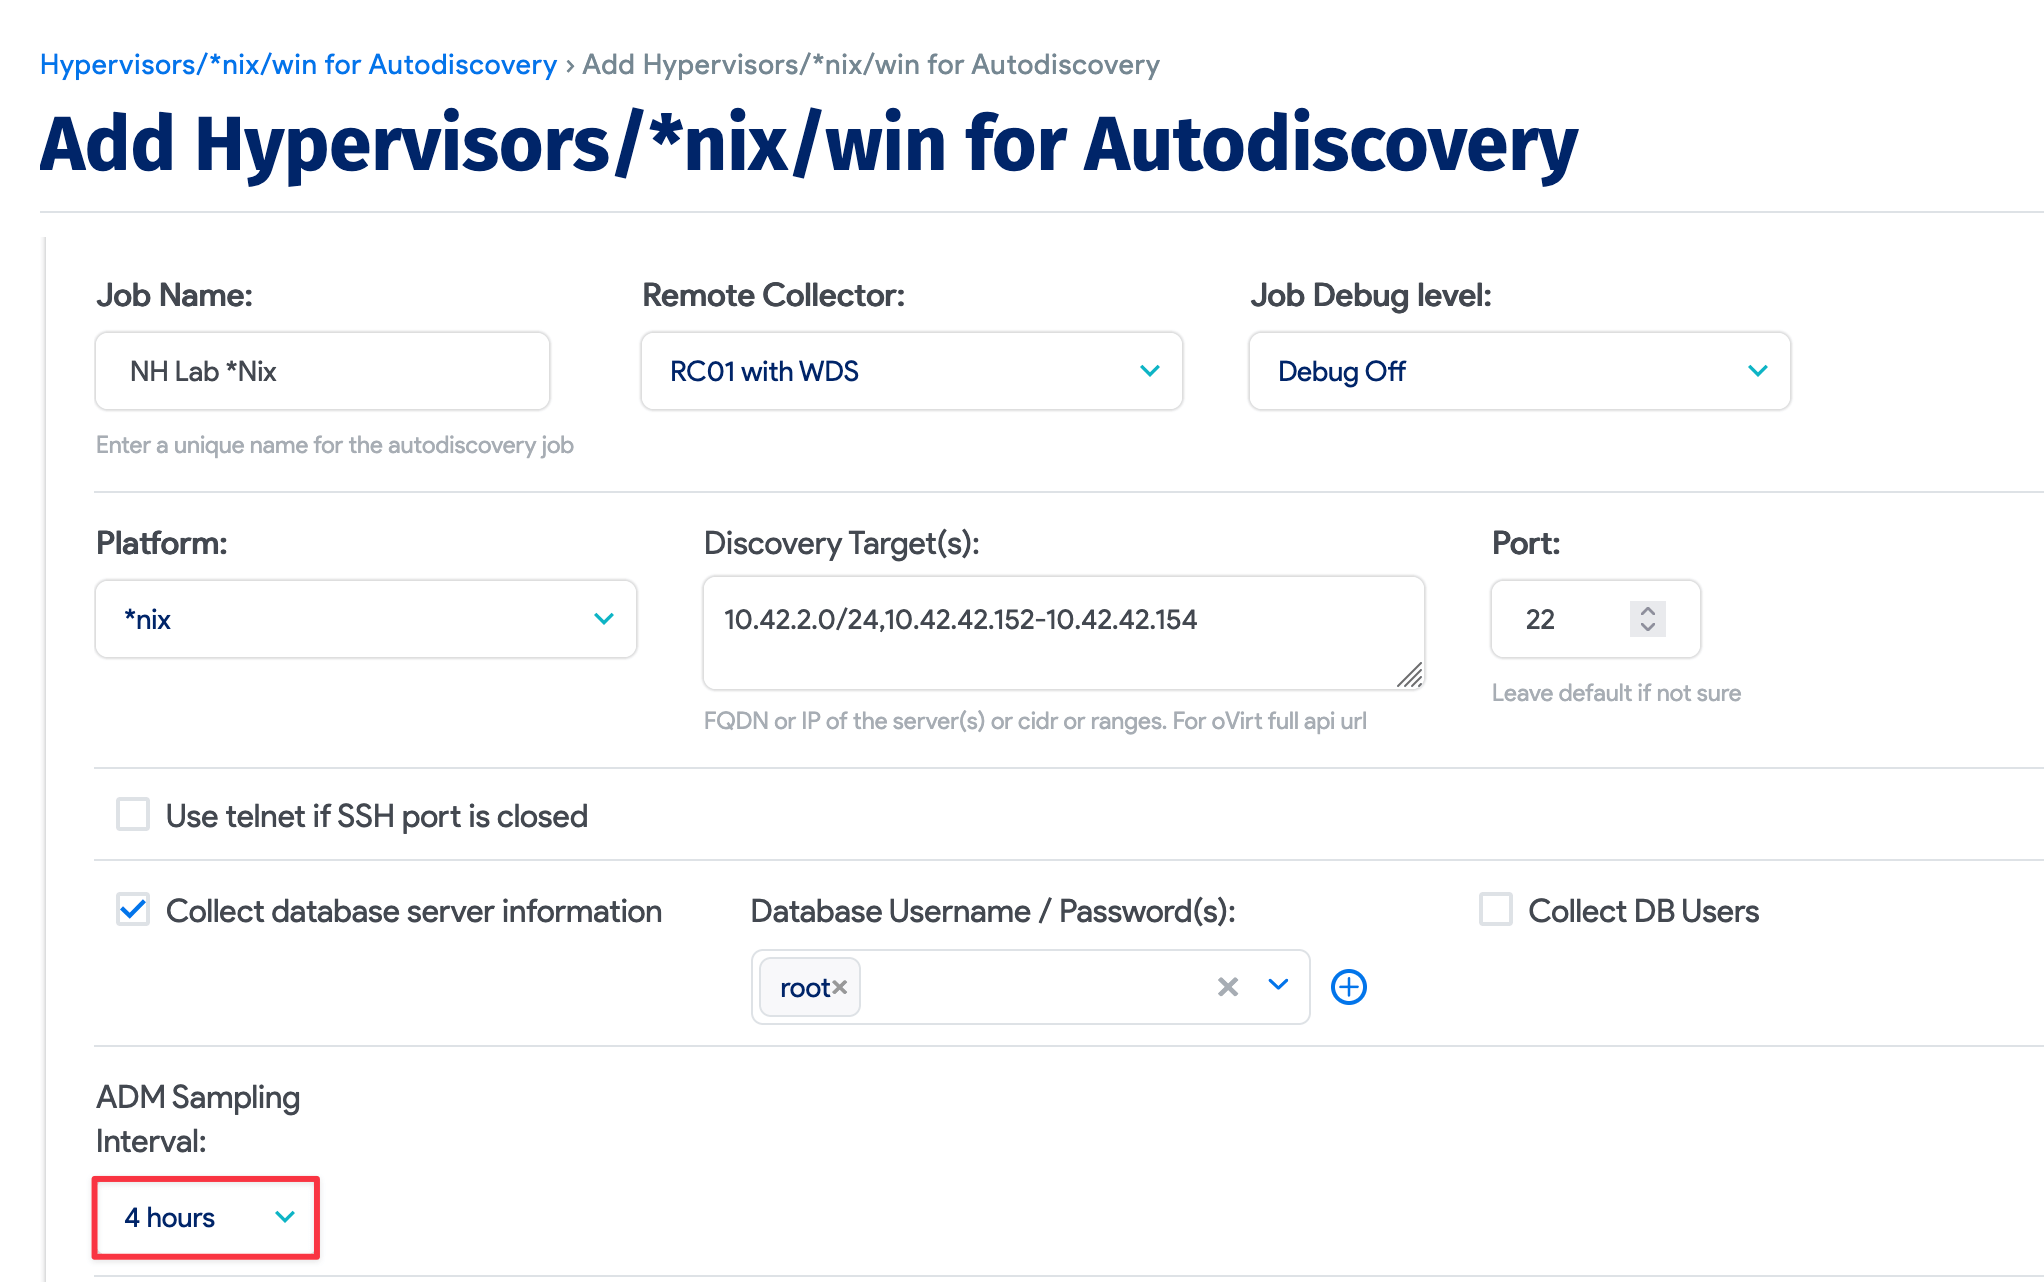 Hypervisors/*nix/win for Autodiscovery › Add Hypervisors/*nix/win for Autodiscovery
Add Hypervisors/*nix/win for Autodiscovery
Job Name:
Remote Collector:
Job Debug level:
NH Lab *Nix
RC01 with WDS
Debug Off
Enter a unique name for the autodiscovery job
Platform:
Discovery Target(s):
Port:
*nix
10.42.2.0/24,10.42.42.152-10.42.42.154
22
FQDN or IP of the server(s) or cidr or ranges. For oVirt full api url
Leave default if not sure
Use telnet if SSH port is closed
Collect database server information
Database Username / Password(s):
Collect DB Users
root×
ADM Sampling
Interval:
4 hours